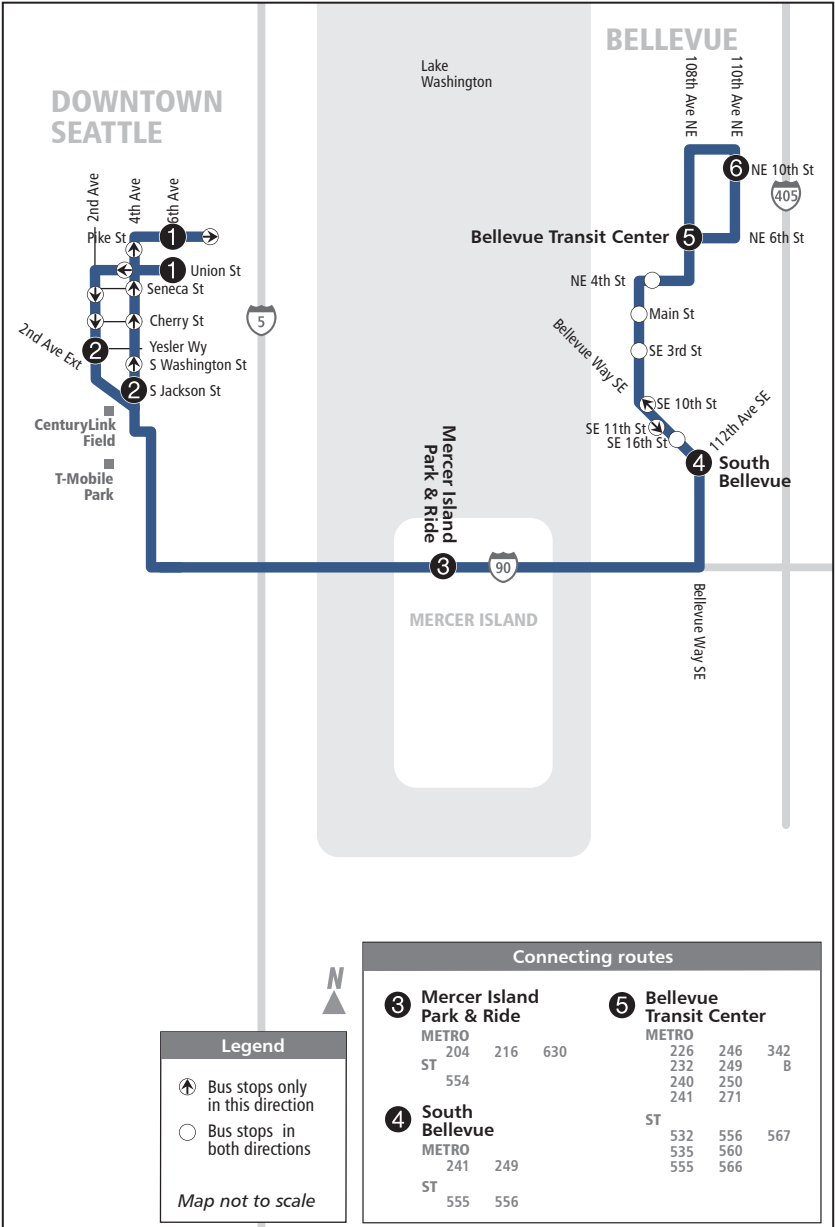 BELLEVUE
Lake
Washington
108th Ave NE
110th Ave NE
DOWNTOWN
SEATTLE
6
NE 10th St
405
2nd Ave
4th Ave
6th Ave
Pike St
1
Bellevue Transit Center
5
NE 6th St
1
Union St
NE 4th St
Seneca St
Main St
Cherry St
5
2nd Ave Ext
2
Yesler Wy
Bellevue Way SE
SE 3rd St
S Washington St
2
S Jackson St
SE 10th St
112th Ave SE
CenturyLink
Field
SE 11th St
SE 16th St
4
South
Bellevue
T-Mobile
Park
Mercer Island
Park & Ride
3
90
Bellevue Way SE
MERCER ISLAND
N
Legend
Bus stops only
in this direction
Bus stops in
both directions
Map not to scale
Connecting routes
3
Mercer Island
Park & Ride
METRO
204 216 630
ST
554
4
South
Bellevue
METRO
241 249
ST
555 556
5
Bellevue
Transit Center
METRO
226 246 342
232 249 B
240 250
241 271
ST
532 556 567
535 560
555 566